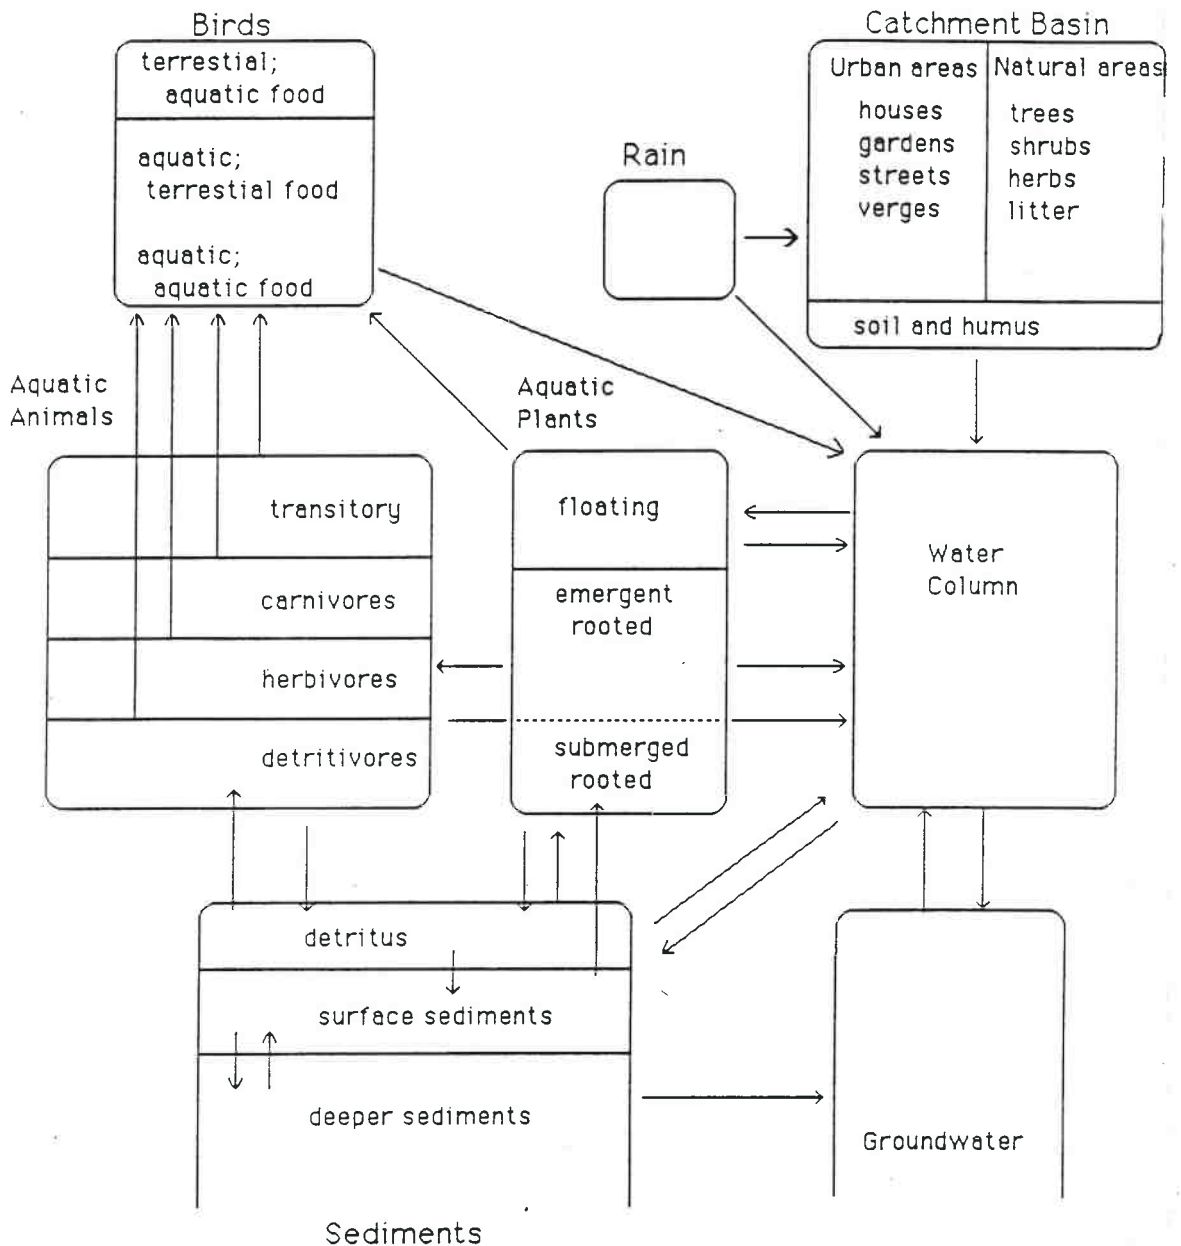 Birds
terrestial;
aquatic food
aquatic;
terrestial food
aquatic;
aquatic food
Catchment Basin
Urban areas
houses
gardens
streets
verges
Natural areas
trees
shrubs
herbs
litter
soil and humus
Rain
Aquatic
Animals
transitory
carnivores
herbivores
detritivores
Aquatic
Plants
floating
emergent
rooted
submerged
rooted
Water
Column
detritus
surface sediments
deeper sediments
Sediments
Groundwater